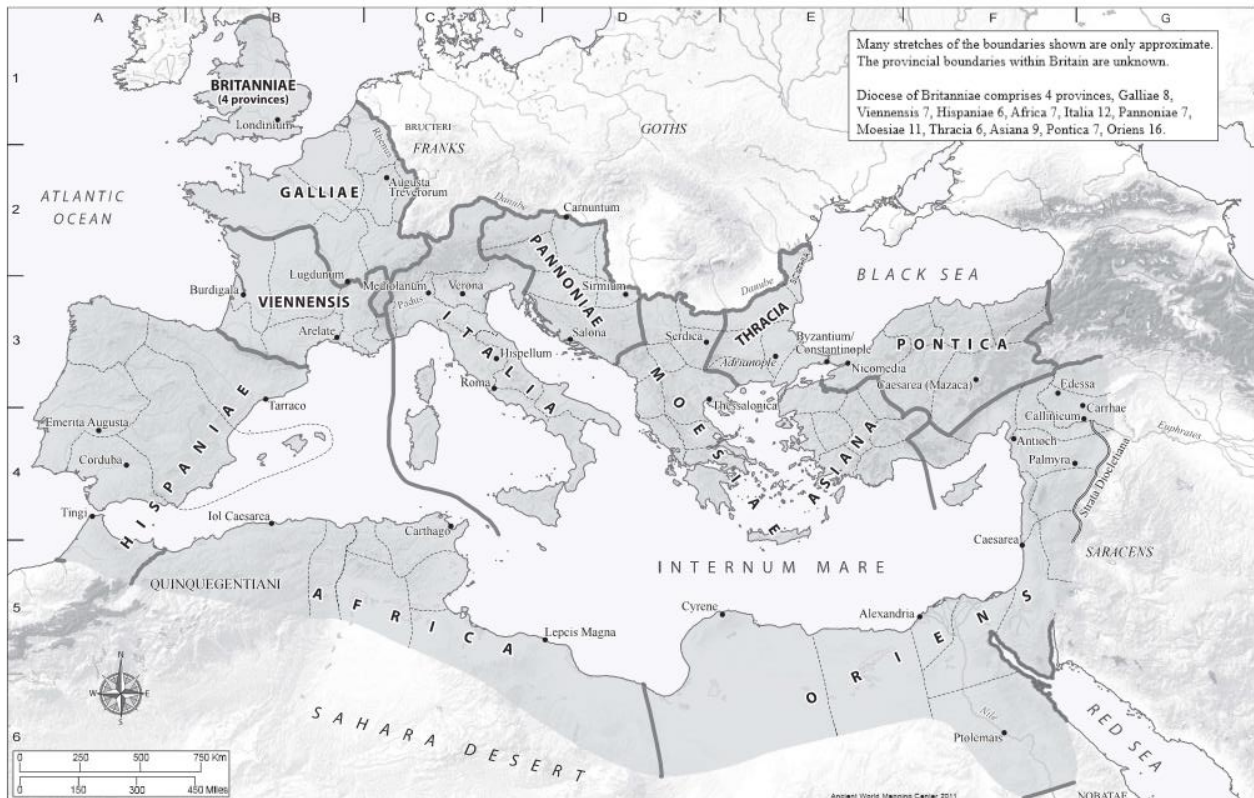 A B C D E F G
1
2
3
4
5
6
Many stretches of the boundaries shown are only approximate.
The provincial boundaries within Britain are unknown.
Diocese of Britanniae comprises 4 provinces, Galliae 8,
Viennensis 7, Hispaniae 6, Africa 7, Italia 12, Pannoniae 7,
Moesiae 11, Thracia 6, Asiana 9, Pontica 7, Oriens 16.
BRITANNIAE
(4 provinces)
Londinium
BRUCTERI
FRANKS
GOTHS
Rhenus
ATLANTIC
OCEAN
GALLIAE
Augusta
Treverorum
Danube
Carnuntum
PANNONIAE
Sirmium
Salona
Lugdunum
Burdigala
VIENNENSIS
Arelate
Mediolanum
Verona
Padus
ITALIA
Hispellum
Roma
Danube
BLACK SEA
THRACIA
Serdica
Adrianople
Byzantium/
Constantinople
Nicomedia
PONTICA
Caesarea (Mazaca)
MOESIAE
Thessalonica
ASIANA
Edessa
Carrhae
Callinicum
Euphrates
Antioch
Palmyra
Strata Diocletiana
Tarraco
Emerita Augusta
Corduba
HISPANIAE
Tingi
Iol Caesarea
Carthago
QUINQUEGENTIANI
AFRICA
Lepcis Magna
INTERNUM MARE
Caesarea
SARACENS
Cyrene
Alexandria
ORIENS
Nile
Ptolemais
RED SEA
NOBATAE
SAHARA DESERT
N
W E
S
0 250 500 750 Km
0 150 300 450 Miles
Ancient World Mapping Center 2011